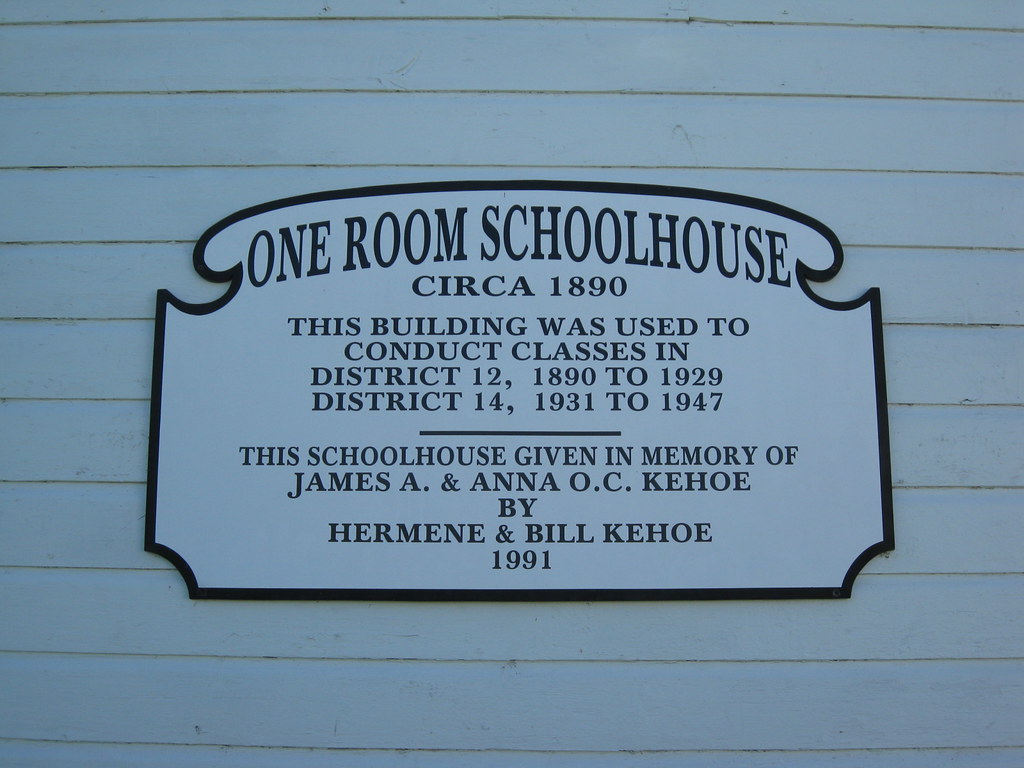 ONE ROOM SCHOOLHOUSE
CIRCA 1890
THIS BUILDING WAS USED TO
CONDUCT CLASSES IN
DISTRICT 12, 1890 TO 1929
DISTRICT 14, 1931 TO 1947
THIS SCHOOLHOUSE GIVEN IN MEMORY OF
JAMES A. & ANNA O.C. KEHOE
BY
HERMENE & BILL KEHOE
1991